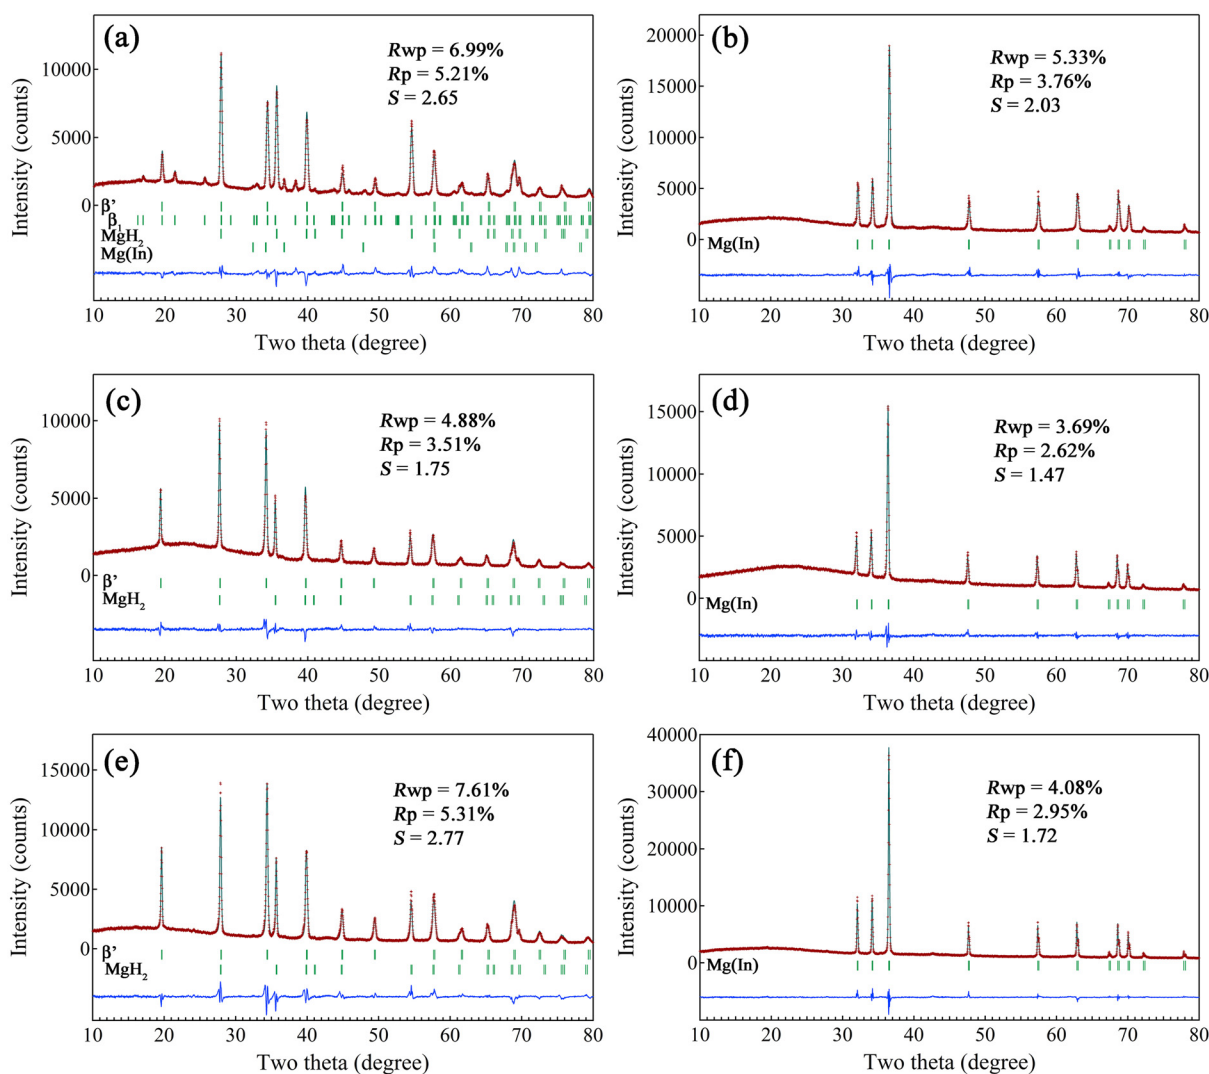 (a)
Rwp = 6.99%
Rp = 5.21%
S = 2.65
Intensity (counts)
10000
5000
0
β'
β1
MgH2
Mg(In)
10 20 30 40 50 60 70 80
Two theta (degree)
(b)
Rwp = 5.33%
Rp = 3.76%
S = 2.03
Intensity (counts)
20000
15000
10000
5000
0
Mg(In)
10 20 30 40 50 60 70 80
Two theta (degree)
(c)
Rwp = 4.88%
Rp = 3.51%
S = 1.75
Intensity (counts)
10000
5000
0
β'
MgH2
10 20 30 40 50 60 70 80
Two theta (degree)
(d)
Rwp = 3.69%
Rp = 2.62%
S = 1.47
Intensity (counts)
15000
10000
5000
0
Mg(In)
10 20 30 40 50 60 70 80
Two theta (degree)
(e)
Rwp = 7.61%
Rp = 5.31%
S = 2.77
Intensity (counts)
15000
10000
5000
0
β'
MgH2
10 20 30 40 50 60 70 80
Two theta (degree)
(f)
Rwp = 4.08%
Rp = 2.95%
S = 1.72
Intensity (counts)
40000
30000
20000
10000
0
Mg(In)
10 20 30 40 50 60 70 80
Two theta (degree)